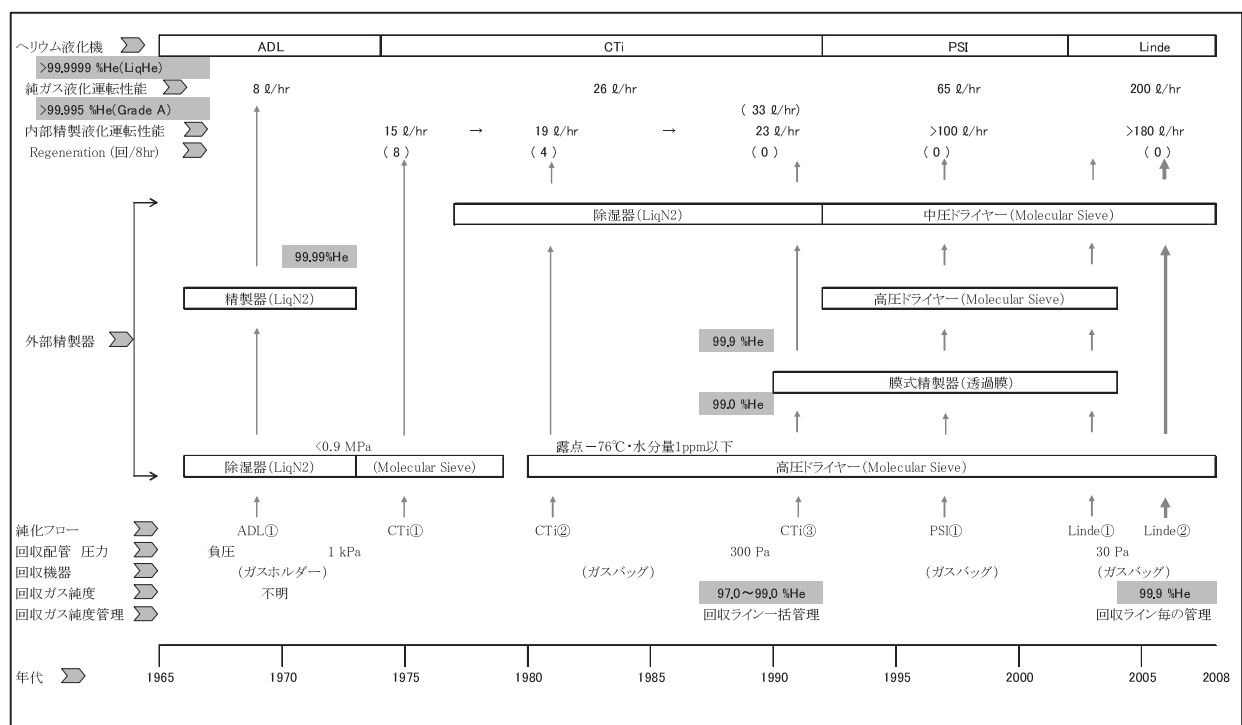 ヘリウム液化機 ADL CTi PSI Linde
>99.9999 %He(LiqHe)
純ガス液化運転性能 8 ℓ/hr 26 ℓ/hr 65 ℓ/hr 200 ℓ/hr
>99.995 %He(Grade A) ( 33 ℓ/hr)
内部精製液化運転性能 15 ℓ/hr → 19 ℓ/hr → 23 ℓ/hr >100 ℓ/hr >180 ℓ/hr
Regeneration (回/8hr) ( 8 ) ( 4 ) ( 0 ) ( 0 ) ( 0 )
除湿器(LiqN2) 中圧ドライヤー(Molecular Sieve)
99.99%He
精製器(LiqN2) 高圧ドライヤー(Molecular Sieve)
外部精製器 99.9 %He
膜式精製器(透過膜)
99.0 %He
<0.9 MPa 露点－76℃・水分量1ppm以下
除湿器(LiqN2) (Molecular Sieve) 高圧ドライヤー(Molecular Sieve)
純化フロー ADL① CTi① CTi② CTi③ PSI① Linde① Linde②
回収配管 圧力 負圧 1 kPa 300 Pa 30 Pa
回収機器 (ガスホルダー) (ガスバッグ) (ガスバッグ) (ガスバッグ)
回収ガス純度 不明 97.0～99.0 %He 99.9 %He
回収ガス純度管理 回収ライン一括管理 回収ライン毎の管理
年代 1965 1970 1975 1980 1985 1990 1995 2000 2005 2008